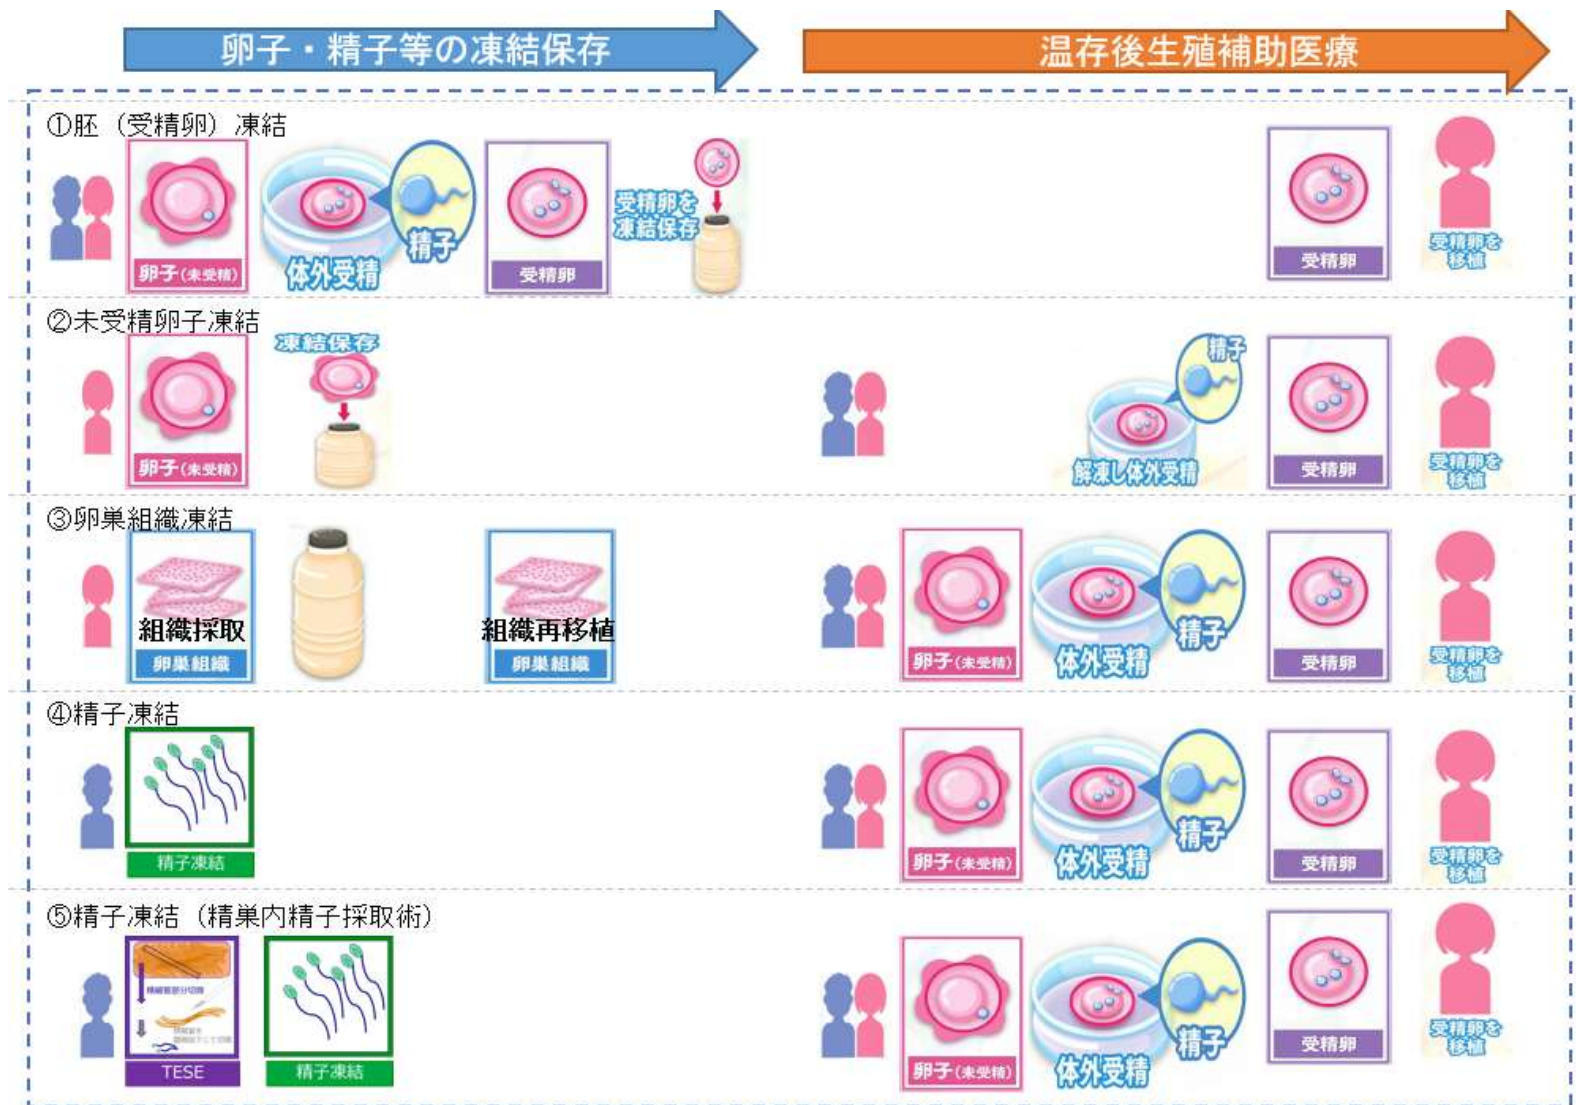 卵子・精子等の凍結保存
温存後生殖補助医療
①胚（受精卵）凍結
卵子(未受精)
体外受精
精子
受精卵
受精卵を
凍結保存
受精卵
受精卵を
移植
②未受精卵子凍結
卵子(未受精)
凍結保存
精子
解凍し体外受精
受精卵
受精卵を
移植
③卵巣組織凍結
組織採取
卵巣組織
組織再移植
卵巣組織
卵子(未受精)
体外受精
精子
受精卵
受精卵を
移植
④精子凍結
精子凍結
卵子(未受精)
体外受精
精子
受精卵
受精卵を
移植
⑤精子凍結（精巣内精子採取術）
TESE
精子凍結
卵子(未受精)
体外受精
精子
受精卵
受精卵を
移植